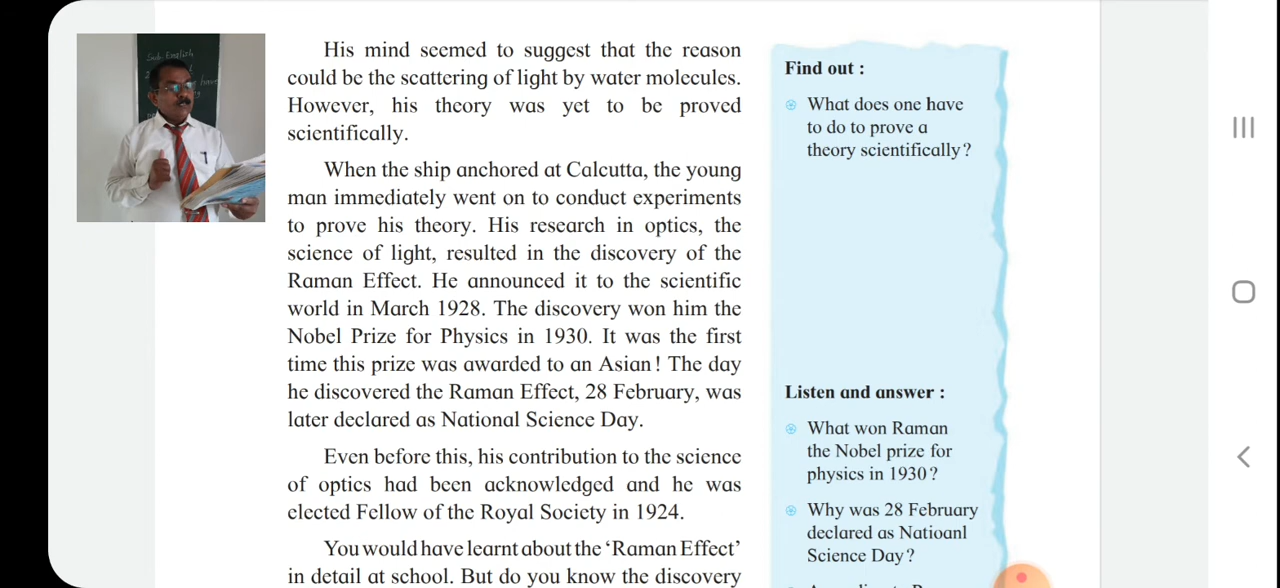 Sub. English
His mind seemed to suggest that the reason
could be the scattering of light by water molecules.
However, his theory was yet to be proved
scientifically.
When the ship anchored at Calcutta, the young
man immediately went on to conduct experiments
to prove his theory. His research in optics, the
science of light, resulted in the discovery of the
Raman Effect. He announced it to the scientific
world in March 1928. The discovery won him the
Nobel Prize for Physics in 1930. It was the first
time this prize was awarded to an Asian! The day
he discovered the Raman Effect, 28 February, was
later declared as National Science Day.
Even before this, his contribution to the science
of optics had been acknowledged and he was
elected Fellow of the Royal Society in 1924.
You would have learnt about the ‘Raman Effect’
in detail at school. But do you know the discovery
Find out :
What does one have
to do to prove a
theory scientifically?
Listen and answer :
What won Raman
the Nobel prize for
physics in 1930?
Why was 28 February
declared as Natioanl
Science Day?